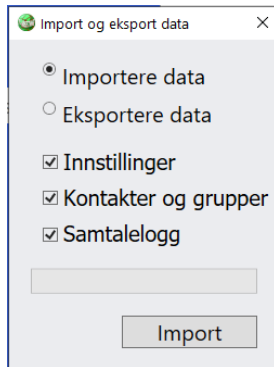 Import og eksport data
Importere data
Eksportere data
Innstillinger
Kontakter og grupper
Samtalelogg
Import